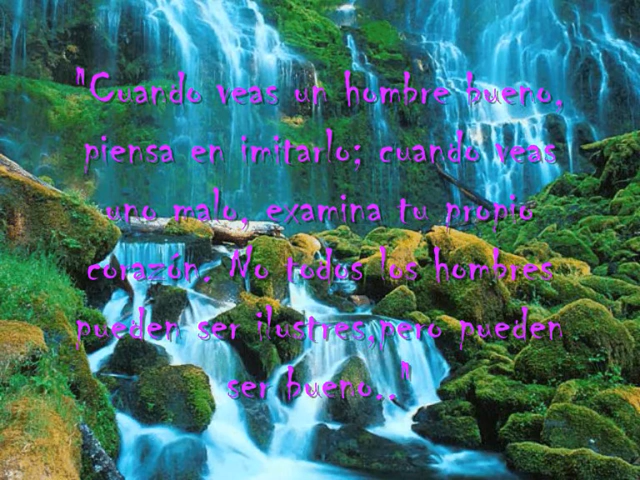 "Cuando veas un hombre bueno,
piensa en imitarlo; cuando veas
uno malo, examina tu propio
corazón. No todos los hombres
pueden ser ilustres,pero pueden
ser bueno.."